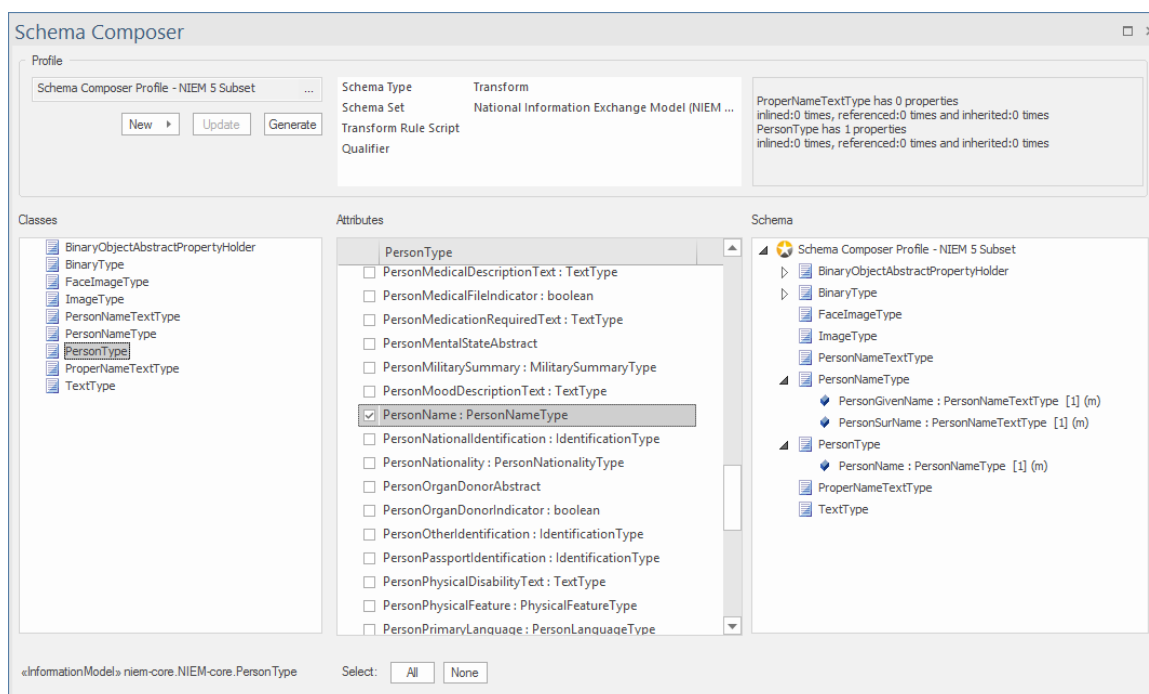 Schema Composer
Profile
Schema Composer Profile - NIEM 5 Subset ...
New
Update
Generate
Schema Type Transform
Schema Set National Information Exchange Model (NIEM ...
Transform Rule Script
Qualifier
ProperNameTextType has 0 properties
inlined:0 times, referenced:0 times and inherited:0 times
PersonType has 1 properties
inlined:0 times, referenced:0 times and inherited:0 times
Classes
BinaryObjectAbstractPropertyHolder
BinaryType
FaceImageType
ImageType
PersonNameTextType
PersonNameType
PersonType
ProperNameTextType
TextType
Attributes
PersonType
PersonMedicalDescriptionText : TextType
PersonMedicalFileIndicator : boolean
PersonMedicationRequiredText : TextType
PersonMentalStateAbstract
PersonMilitarySummary : MilitarySummaryType
PersonMoodDescriptionText : TextType
PersonName : PersonNameType
PersonNationalIdentification : IdentificationType
PersonNationality : PersonNationalityType
PersonOrganDonorAbstract
PersonOrganDonorIndicator : boolean
PersonOtherIdentification : IdentificationType
PersonPassportIdentification : IdentificationType
PersonPhysicalDisabilityText : TextType
PersonPhysicalFeature : PhysicalFeatureType
PersonPrimaryLanguage : PersonLanguageType
Schema
Schema Composer Profile - NIEM 5 Subset
BinaryObjectAbstractPropertyHolder
BinaryType
FaceImageType
ImageType
PersonNameTextType
PersonNameType
PersonGivenName : PersonNameTextType [1] (m)
PersonSurName : PersonNameTextType [1] (m)
PersonType
PersonName : PersonNameType [1] (m)
ProperNameTextType
TextType
«InformationModel» niem-core.NIEM-core.PersonType
Select:
All
None